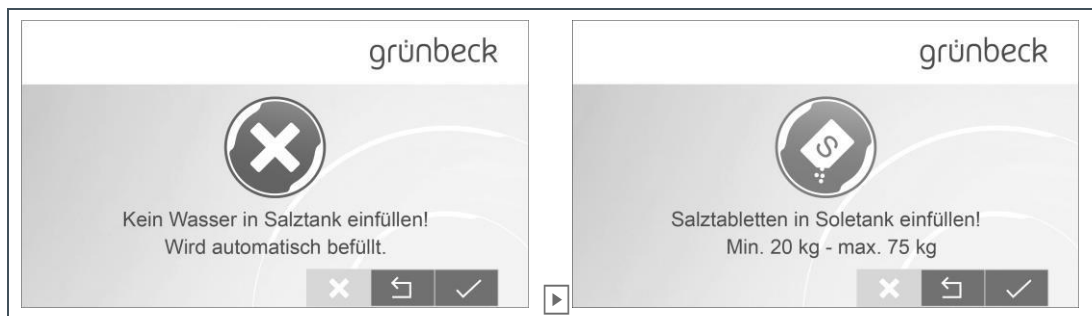 grünbeck
Kein Wasser in Salztank einfüllen!
Wird automatisch befüllt.
grünbeck
S
Salztabletten in Soletank einfüllen!
Min. 20 kg - max. 75 kg